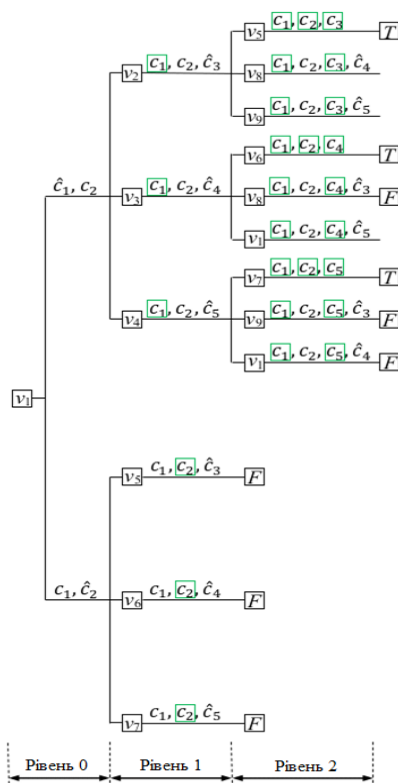 v₅ c₁, c₂, c₃ T
v₂ c₁, c₂, ĉ₃ v₈ c₁, c₂, c₃, ĉ₄
v₉ c₁, c₂, c₃, ĉ₅
v₆ c₁, c₂, c₄ T
ĉ₁, c₂ v₃ c₁, c₂, ĉ₄ v₈ c₁, c₂, c₄, ĉ₃ F
v₁ c₁, c₂, c₄, ĉ₅
v₇ c₁, c₂, c₅ T
v₄ c₁, c₂, ĉ₅ v₉ c₁, c₂, c₅, ĉ₃ F
v₁ c₁, c₂, c₅, ĉ₄ F
v₁
v₅ c₁, c₂, ĉ₃ F
c₁, ĉ₂ v₆ c₁, c₂, ĉ₄ F
v₇ c₁, c₂, ĉ₅ F
Рівень 0 Рівень 1 Рівень 2